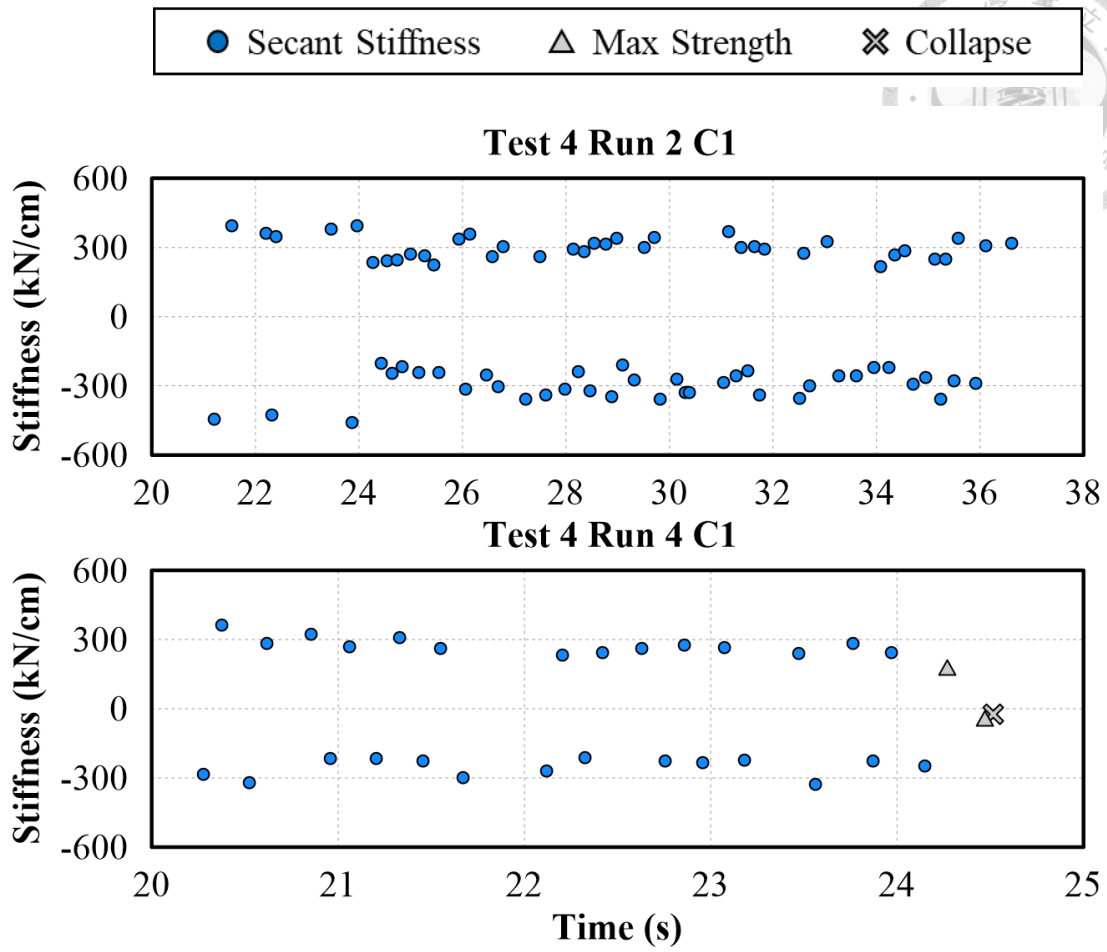 Secant Stiffness Max Strength Collapse
Test 4 Run 2 C1
Stiffness (kN/cm)
600
300
0
-300
-600
20 22 24 26 28 30 32 34 36 38
Test 4 Run 4 C1
Stiffness (kN/cm)
600
300
0
-300
-600
20 21 22 23 24 25
Time (s)